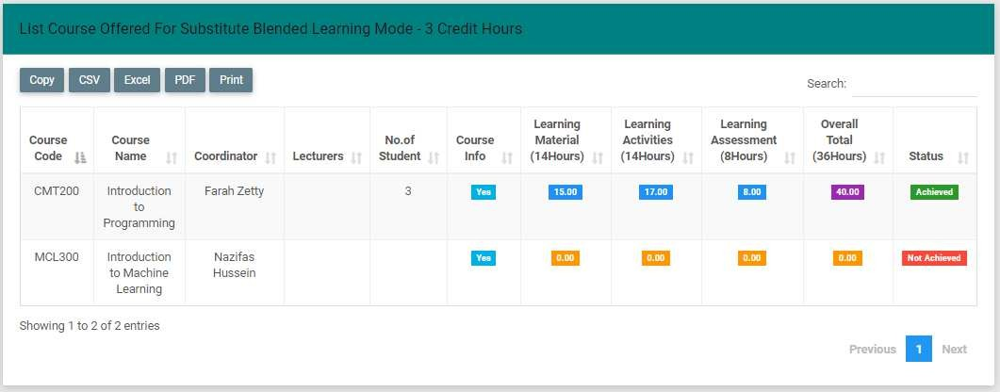 List Course Offered For Substitute Blended Learning Mode - 3 Credit Hours
Copy CSV Excel PDF Print
Search:
Course Code Course Name Coordinator Lecturers No.of Student Course Info Learning Material (14Hours) Learning Activities (14Hours) Learning Assessment (8Hours) Overall Total (36Hours) Status
CMT200 Introduction to Programming Farah Zetty 3 Yes 15.00 17.00 8.00 40.00 Achieved
MCL300 Introduction to Machine Learning Nazifas Hussein Yes 0.00 0.00 0.00 0.00 Not Achieved
Showing 1 to 2 of 2 entries
Previous 1 Next